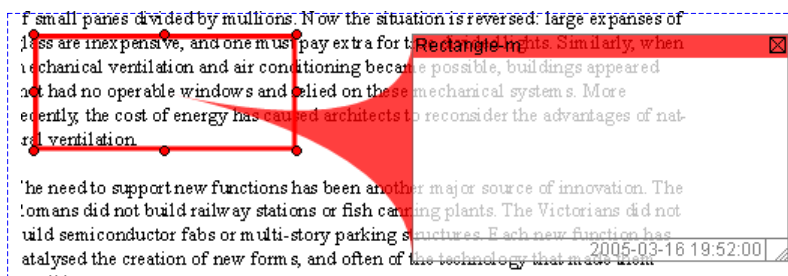 f small panes divided by mullions. Now the situation is reversed: large expanses of
lass are inexpensive, and one must pay extra for the divided lights. Similarly, when
echanical ventilation and air conditioning became possible, buildings appeared
at had no operable windows and relied on these mechanical systems. More
ecently, the cost of energy has caused architects to reconsider the advantages of nat-
ral ventilation
Rectangle-m
he need to support new functions has been another major source of innovation. The
omans did not build railway stations or fish canning plants. The Victorians did not
uild semiconductor fabs or multi-story parking structures. Each new function has
atalysed the creation of new forms, and often of the technology that made them
2005-03-16 19:52:00